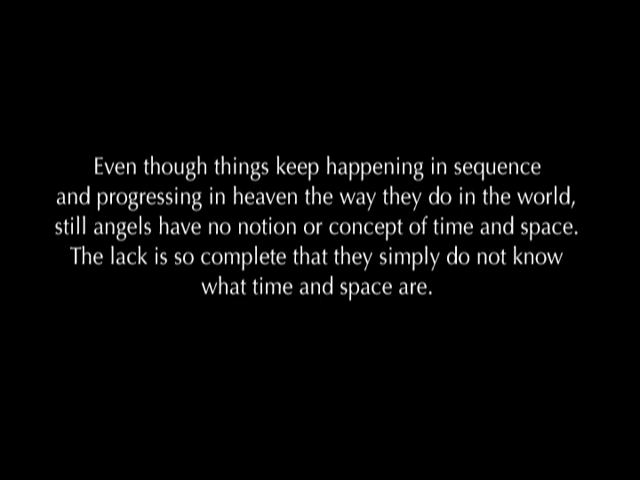 Even though things keep happening in sequence
and progressing in heaven the way they do in the world,
still angels have no notion or concept of time and space.
The lack is so complete that they simply do not know
what time and space are.